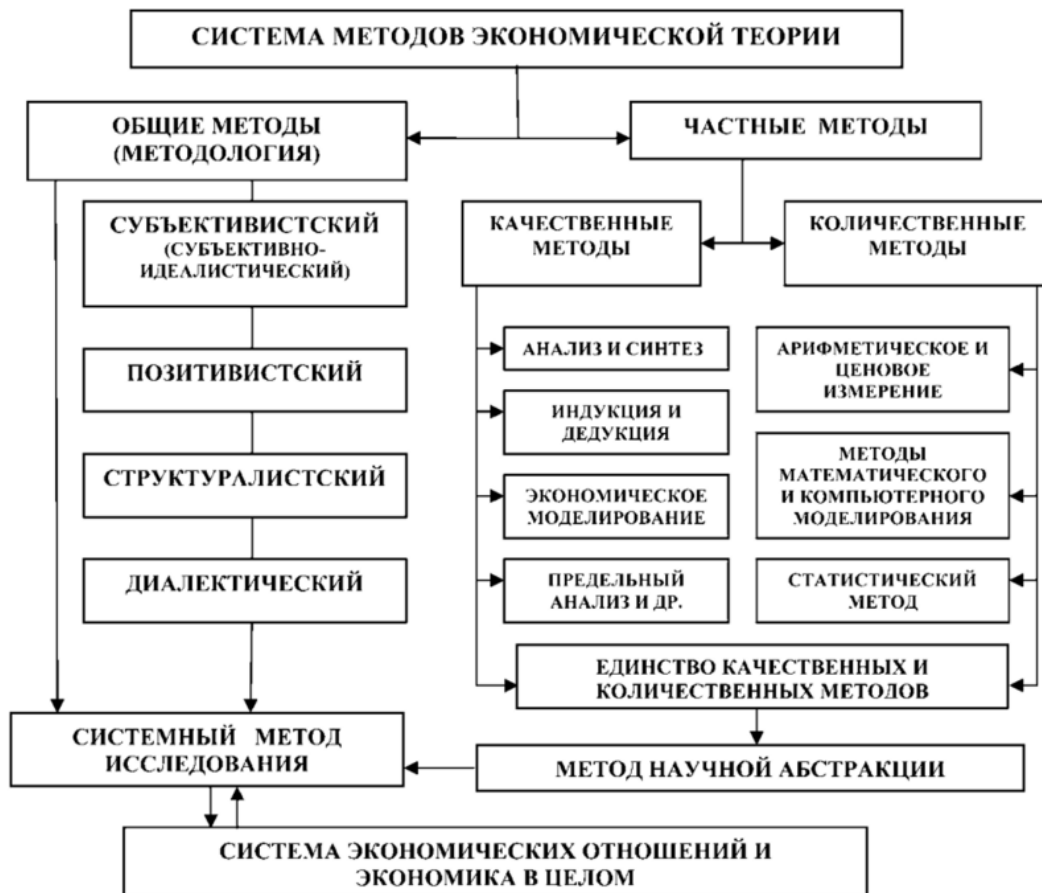 СИСТЕМА МЕТОДОВ ЭКОНОМИЧЕСКОЙ ТЕОРИИ
ОБЩИЕ МЕТОДЫ
(МЕТОДОЛОГИЯ)
ЧАСТНЫЕ МЕТОДЫ
СУБЪЕКТИВИСТСКИЙ
(СУБЪЕКТИВНО-
ИДЕАЛИСТИЧЕСКИЙ)
ПОЗИТИВИСТСКИЙ
СТРУКТУРАЛИСТСКИЙ
ДИАЛЕКТИЧЕСКИЙ
КАЧЕСТВЕННЫЕ
МЕТОДЫ
КОЛИЧЕСТВЕННЫЕ
МЕТОДЫ
АНАЛИЗ И СИНТЕЗ
ИНДУКЦИЯ И
ДЕДУКЦИЯ
ЭКОНОМИЧЕСКОЕ
МОДЕЛИРОВАНИЕ
ПРЕДЕЛЬНЫЙ
АНАЛИЗ И ДР.
АРИФМЕТИЧЕСКОЕ И
ЦЕНОВОЕ
ИЗМЕРЕНИЕ
МЕТОДЫ
МАТЕМАТИЧЕСКОГО
И КОМПЬЮТЕРНОГО
МОДЕЛИРОВАНИЯ
СТАТИСТИЧЕСКИЙ
МЕТОД
ЕДИНСТВО КАЧЕСТВЕННЫХ И
КОЛИЧЕСТВЕННЫХ МЕТОДОВ
СИСТЕМНЫЙ МЕТОД
ИССЛЕДОВАНИЯ
МЕТОД НАУЧНОЙ АБСТРАКЦИИ
СИСТЕМА ЭКОНОМИЧЕСКИХ ОТНОШЕНИЙ И
ЭКОНОМИКА В ЦЕЛОМ